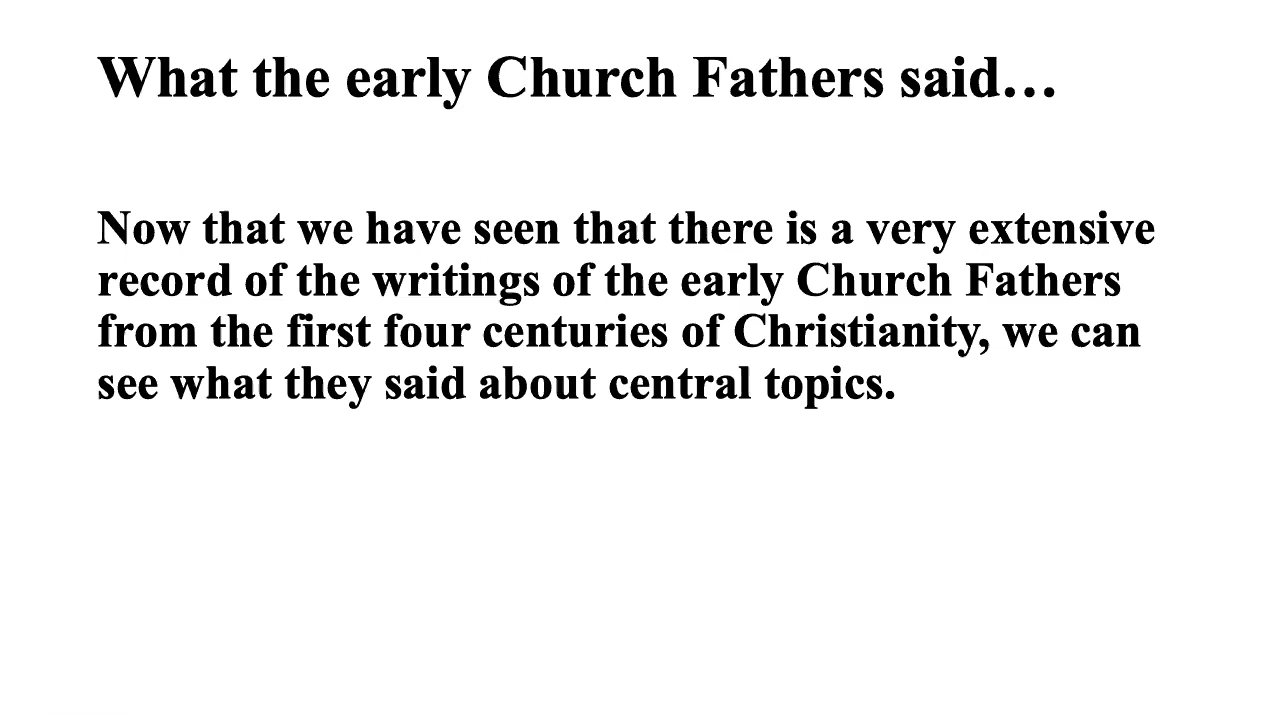 What the early Church Fathers said…
Now that we have seen that there is a very extensive
record of the writings of the early Church Fathers
from the first four centuries of Christianity, we can
see what they said about central topics.